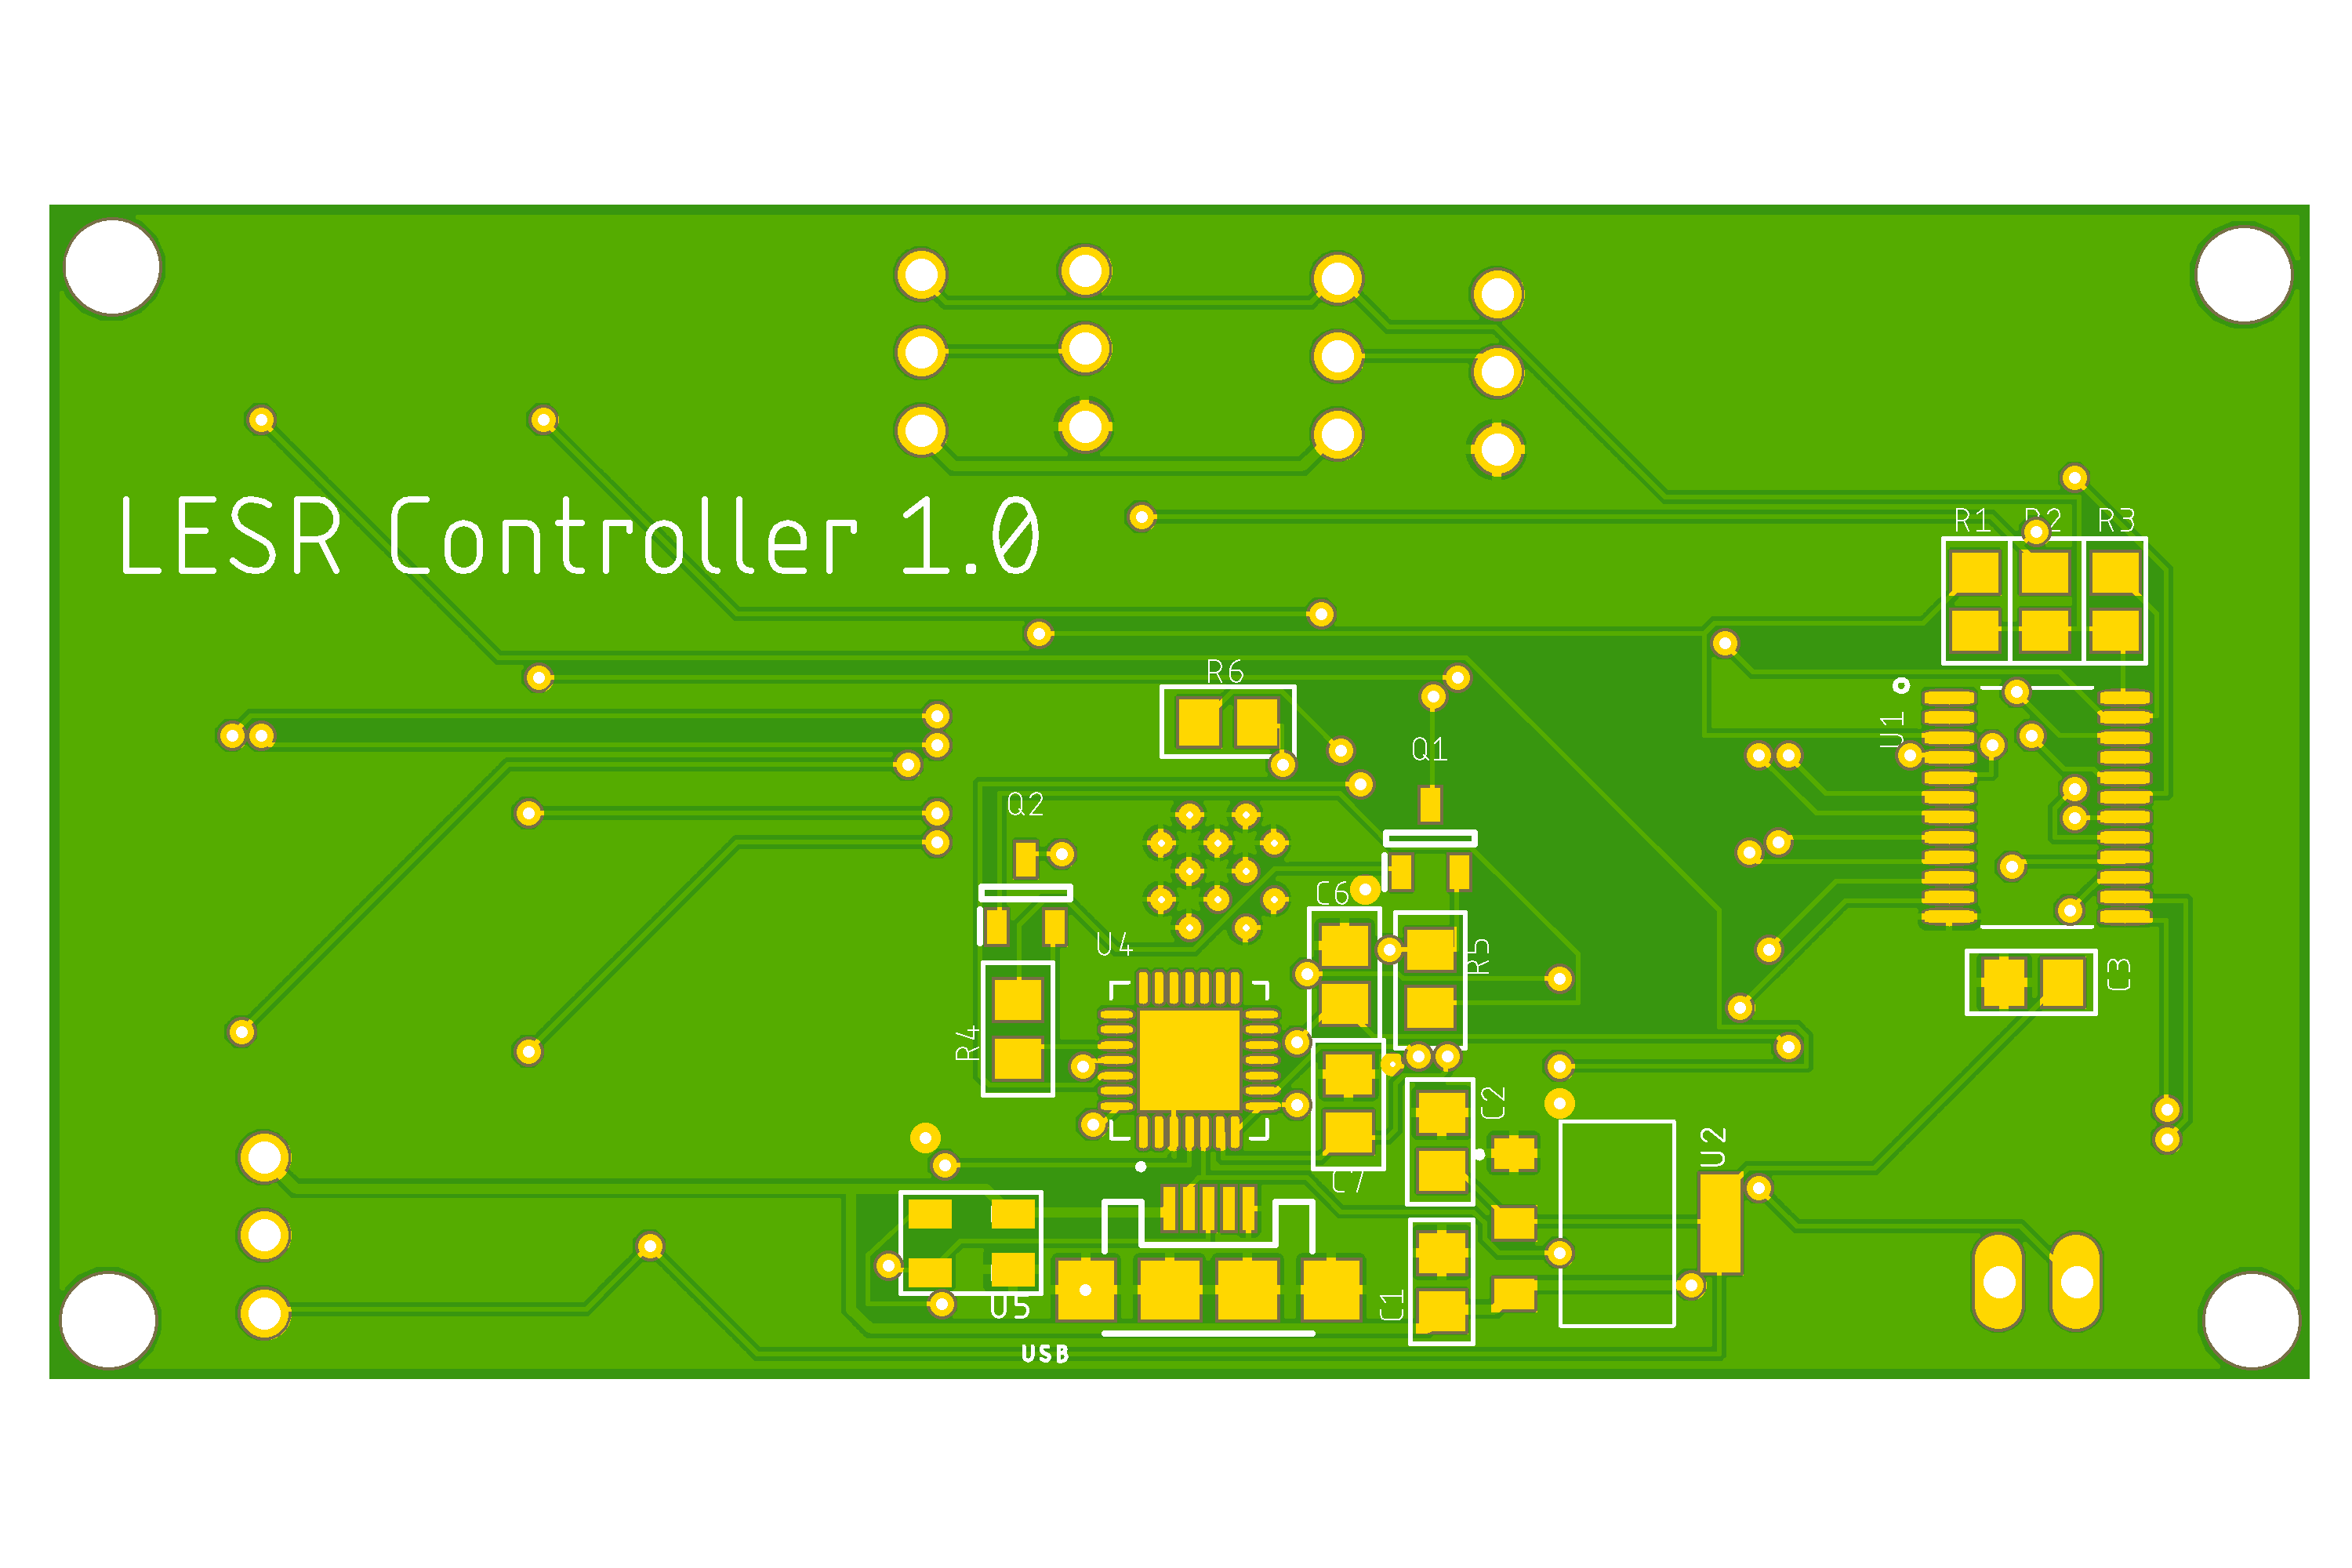 LESR Controller 1.0
R1 R2 R3
R6
U1
Q1
Q2
C6
U4
R5
C3
R4
C2
U2
C7
C1
U5
USB